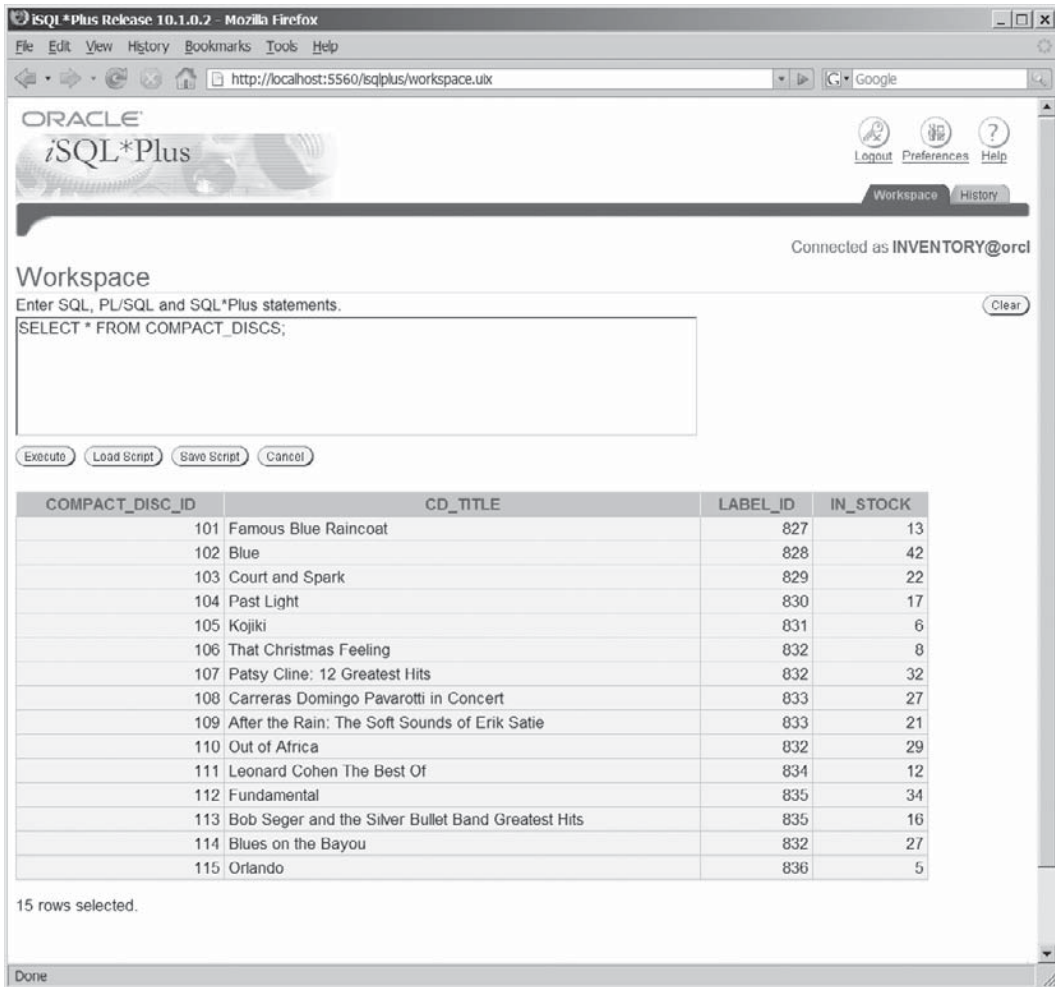 iSQL*Plus Release 10.1.0.2 - Mozilla Firefox
File Edit View History Bookmarks Tools Help
http://localhost:5560/isqlplus/workspace.uix G Google
ORACLE
iSQL*Plus
Logout Preferences Help
Workspace History
Connected as INVENTORY@orcl
Workspace
Enter SQL, PL/SQL and SQL*Plus statements. Clear
SELECT * FROM COMPACT_DISCS;
Execute Load Script Save Script Cancel
COMPACT_DISC_ID CD_TITLE LABEL_ID IN_STOCK
101 Famous Blue Raincoat 827 13
102 Blue 828 42
103 Court and Spark 829 22
104 Past Light 830 17
105 Kojiki 831 6
106 That Christmas Feeling 832 8
107 Patsy Cline: 12 Greatest Hits 832 32
108 Carreras Domingo Pavarotti in Concert 833 27
109 After the Rain: The Soft Sounds of Erik Satie 833 21
110 Out of Africa 832 29
111 Leonard Cohen The Best Of 834 12
112 Fundamental 835 34
113 Bob Seger and the Silver Bullet Band Greatest Hits 835 16
114 Blues on the Bayou 832 27
115 Orlando 836 5
15 rows selected.
Done